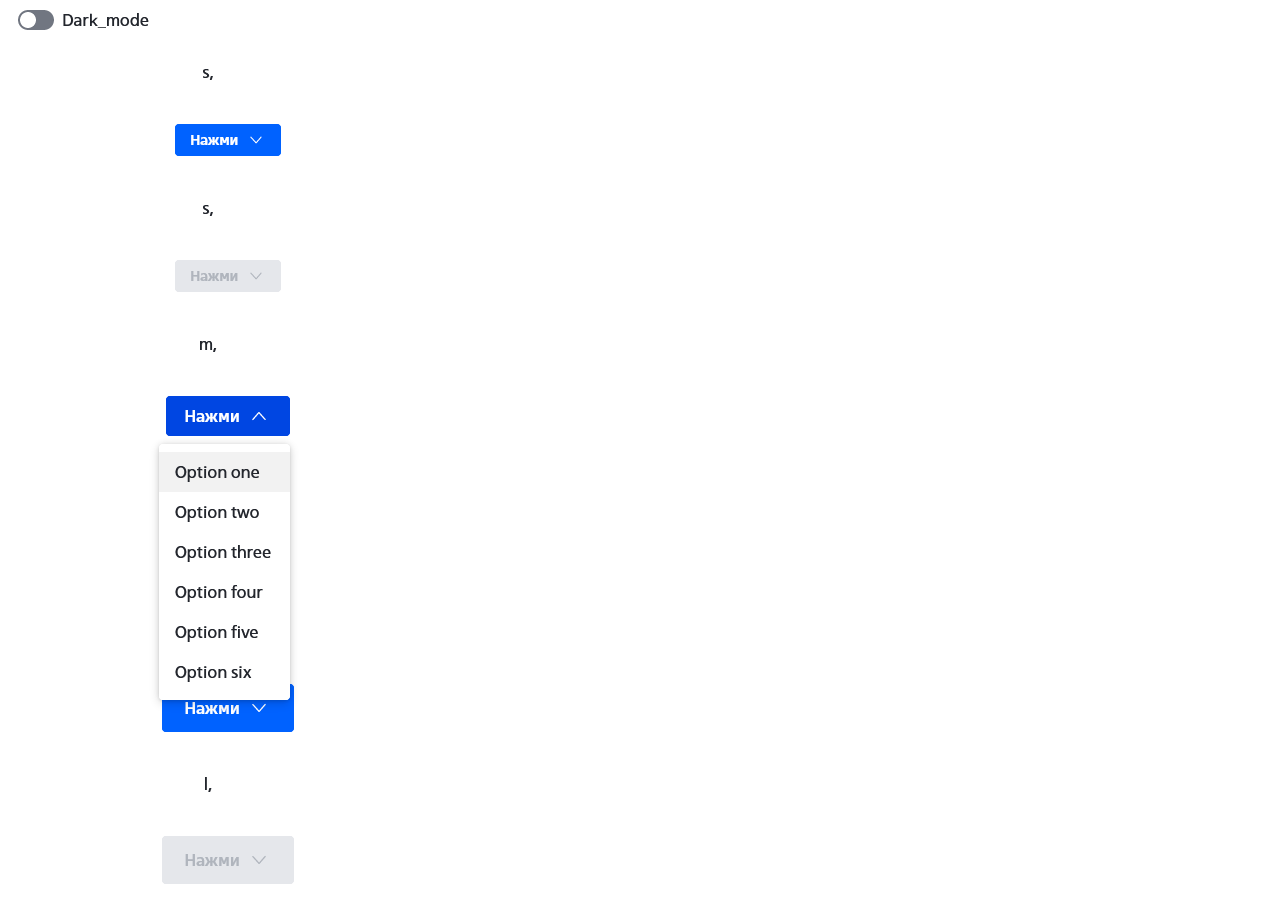 Dark_mode
s,
Нажми
s,
Нажми
m,
Нажми
Option one
Option two
Option three
Option four
Option five
Option six
Нажми
l,
Нажми